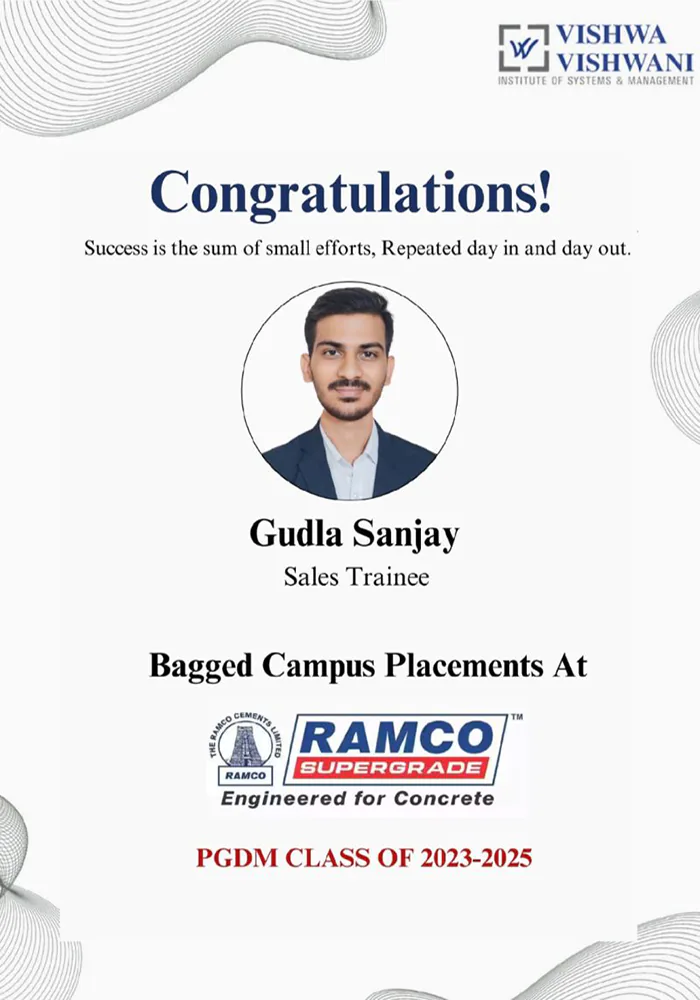 VISHWA
VISHWANI
INSTITUTE OF SYSTEMS & MANAGEMENT
Congratulations!
Success is the sum of small efforts, Repeated day in and day out.
Gudla Sanjay
Sales Trainee
Bagged Campus Placements At
THE RAMCO CEMENTS LIMITED
RAMCO
RAMCO™
SUPERGRADE
Engineered for Concrete
PGDM CLASS OF 2023-2025